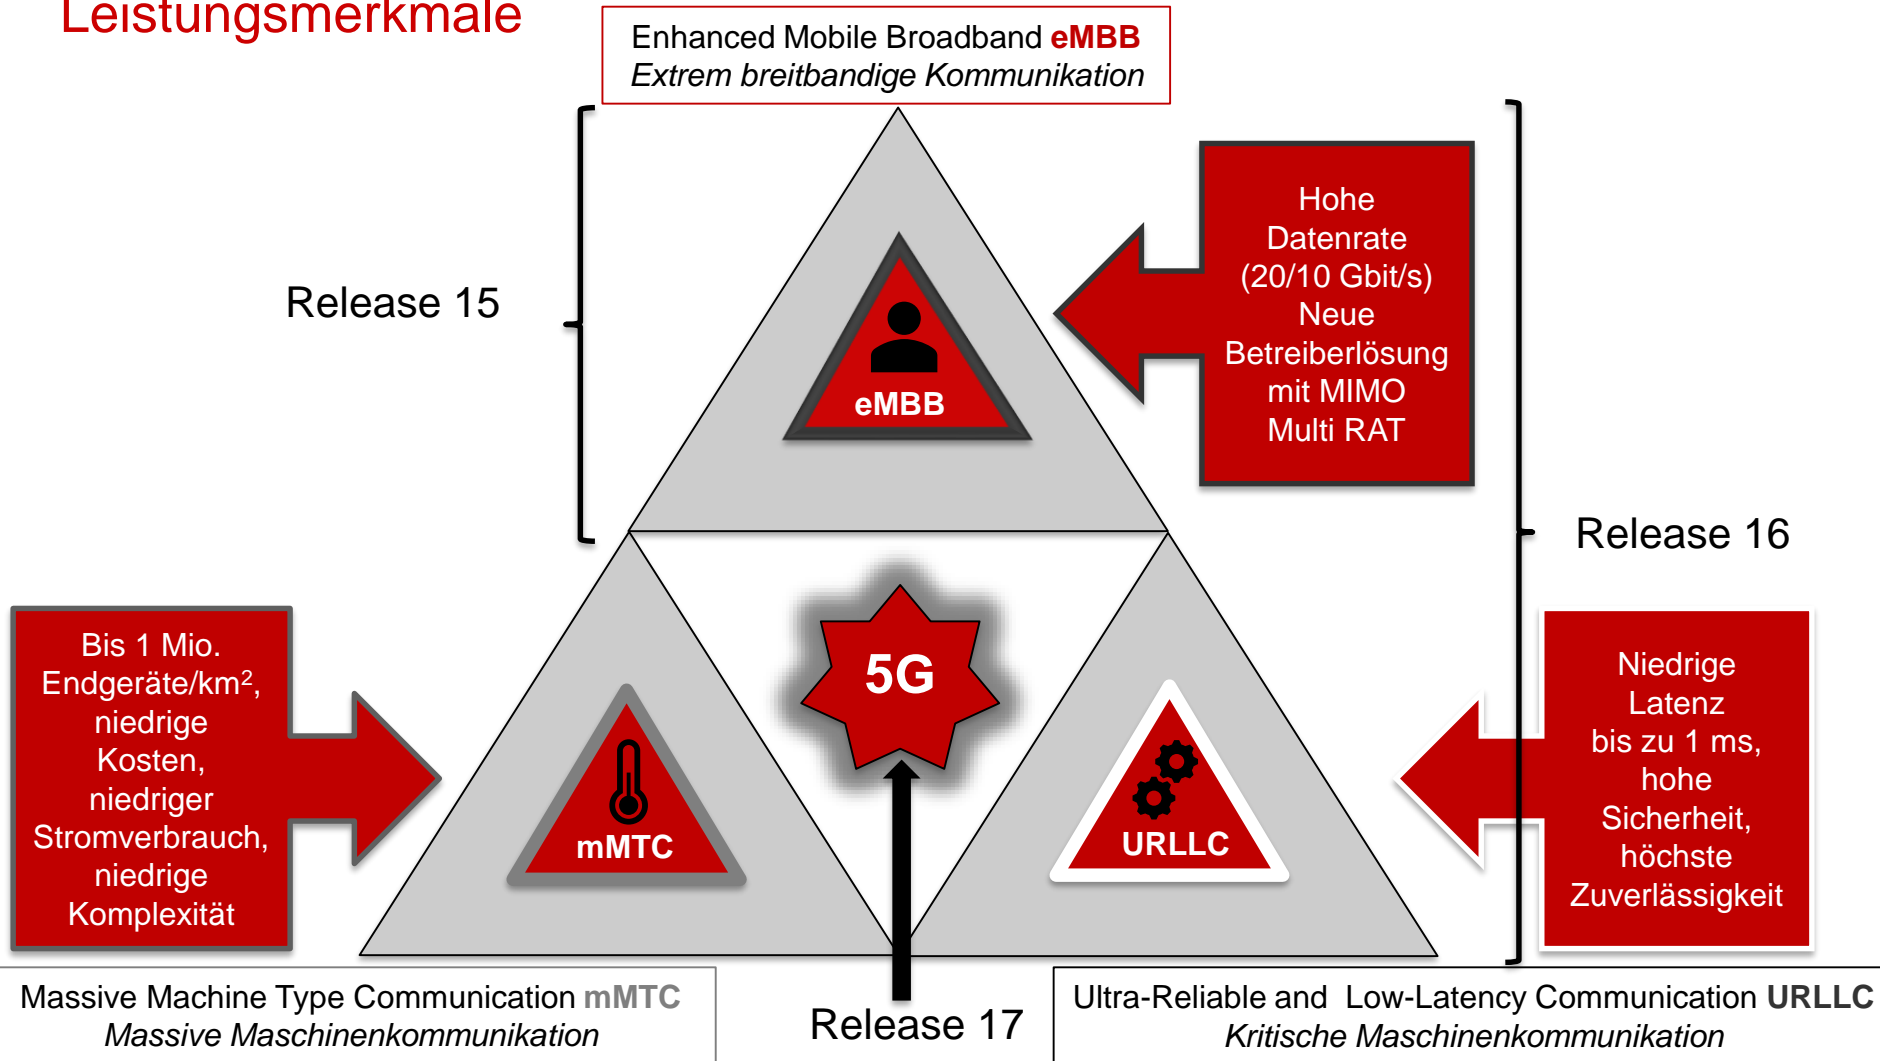 Leistungsmerkmale
Enhanced Mobile Broadband eMBB
Extrem breitbandige Kommunikation
Release 15
Hohe
Datenrate
(20/10 Gbit/s)
Neue
Betreiberlösung
mit MIMO
Multi RAT
eMBB
Release 16
5G
Bis 1 Mio.
Endgeräte/km²,
niedrige
Kosten,
niedriger
Stromverbrauch,
niedrige
Komplexität
mMTC
URLLC
Niedrige
Latenz
bis zu 1 ms,
hohe
Sicherheit,
höchste
Zuverlässigkeit
Massive Machine Type Communication mMTC
Massive Maschinenkommunikation
Release 17
Ultra-Reliable and Low-Latency Communication URLLC
Kritische Maschinenkommunikation